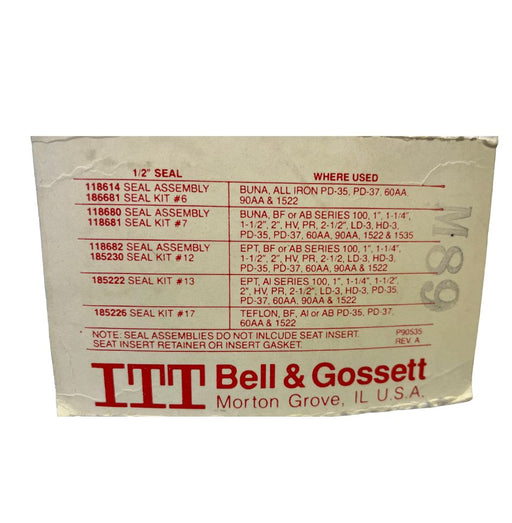 1/2" SEAL WHERE USED
118614 SEAL ASSEMBLY BUNA, ALL IRON PD-35, PD-37, 60AA,
186681 SEAL KIT #6 90AA & 1522
118680 SEAL ASSEMBLY BUNA, BF or AB SERIES 100, 1", 1-1/4",
118681 SEAL KIT #7 1-1/2", 2", HV, PR, 2-1/2", LD-3, HD-3,
PD-35, PD-37, 60AA, 90AA, 1522 & 1535
118682 SEAL ASSEMBLY EPT, BF or AB SERIES 100, 1", 1-1/4",
185230 SEAL KIT #12 1-1/2", 2", HV, PR, 2-1/2", LD-3, HD-3,
PD-35, PD-37, 60AA, 90AA & 1522
185222 SEAL KIT #13 EPT, AI SERIES 100, 1", 1-1/4", 1-1/2",
2", HV, PR, 2-1/2", LD-3, HD-3, PD-35,
PD-37, 60AA, 90AA & 1522
185226 SEAL KIT #17 TEFLON, BF, AI or AB PD-35, PD-37,
60AA & 1522
NOTE: SEAL ASSEMBLIES DO NOT INLCUDE SEAT INSERT. P90535
SEAT INSERT RETAINER OR INSERT GASKET. REV. A
M89
ITT Bell & Gossett
Morton Grove, IL U.S.A.